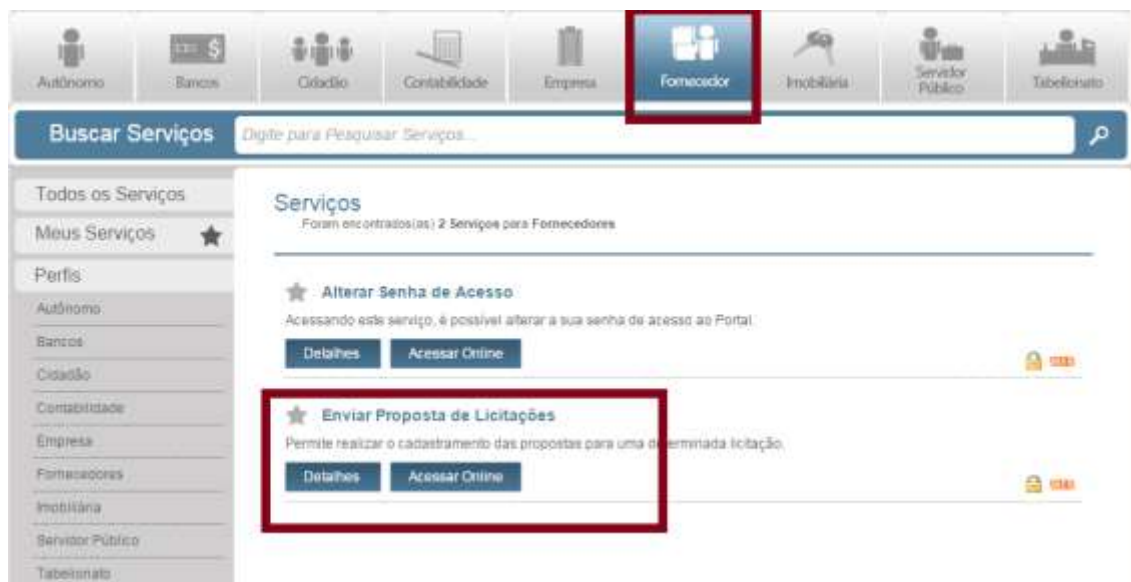 Autônomo
Bancos
Cidadão
Contabilidade
Empresa
Fornecedor
Imobiliária
Servidor
Público
Tabelionato
Buscar Serviços
Digite para Pesquisar Serviços...
Todos os Serviços
Meus Serviços
Perfis
Autônomo
Bancos
Cidadão
Contabilidade
Empresa
Fornecedores
Imobiliária
Servidor Público
Tabelionato
Serviços
Foram encontrados(as) 2 Serviços para Fornecedores
Alterar Senha de Acesso
Acessando este serviço, é possível alterar a sua senha de acesso ao Portal.
Detalhes Acessar Online
Enviar Proposta de Licitações
Permite realizar o cadastramento das propostas para uma determinada licitação.
Detalhes Acessar Online